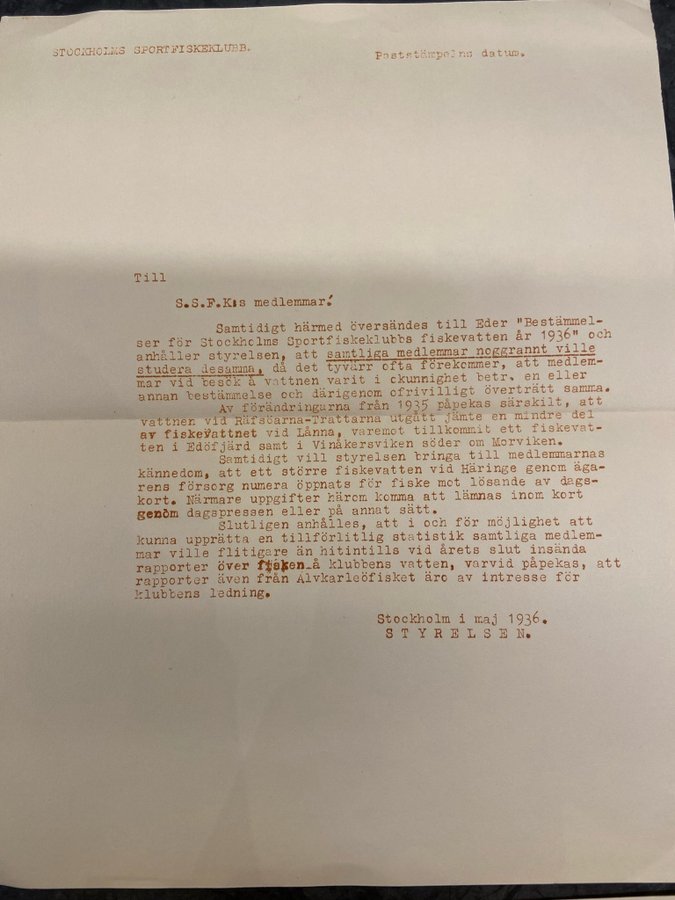 STOCKHOLMS SPORTFISKEKLUBB.
Poststämpelns datum.
Till
S.S.F.K:s medlemmar!
Samtidigt härmed översändes till Eder "Bestämmel-
ser för Stockholms Sportfiskeklubbs fiskevatten år 1936" och
anhåller styrelsen, att samtliga medlemmar noggrannt ville
studera desamma, då det tyvärr ofta förekommer, att medlem-
mar vid besök å vattnen varit i okunnighet betr. en eller
annan bestämmelse och därigenom ofrivilligt överträtt samma.
Av förändringarna från 1935 påpekas särskilt, att
vattnen vid Räfsöarna-Trattarna utgått jämte en mindre del
av fiskevattnet vid Lånna, varemot tillkommit ett fiskevat-
ten i Edöfjärd samt i Vinåkersviken söder om Morviken.
Samtidigt vill styrelsen bringa till medlemmarnas
kännedom, att ett större fiskevatten vid Häringe genom äga-
rens försorg numera öppnats för fiske mot lösande av dags-
kort. Närmare uppgifter härom komma att lämnas inom kort
genom dagspressen eller på annat sätt.
Slutligen anhålles, att i och för möjlighet att
kunna upprätta en tillförlitlig statistik samtliga medlem-
mar ville flitigare än hitintills vid årets slut insända
rapporter över fisken å klubbens vatten, varvid påpekas, att
rapporter även från Älvkarleöfisket äro av intresse för
klubbens ledning.
Stockholm i maj 1936.
S T Y R E L S E N.